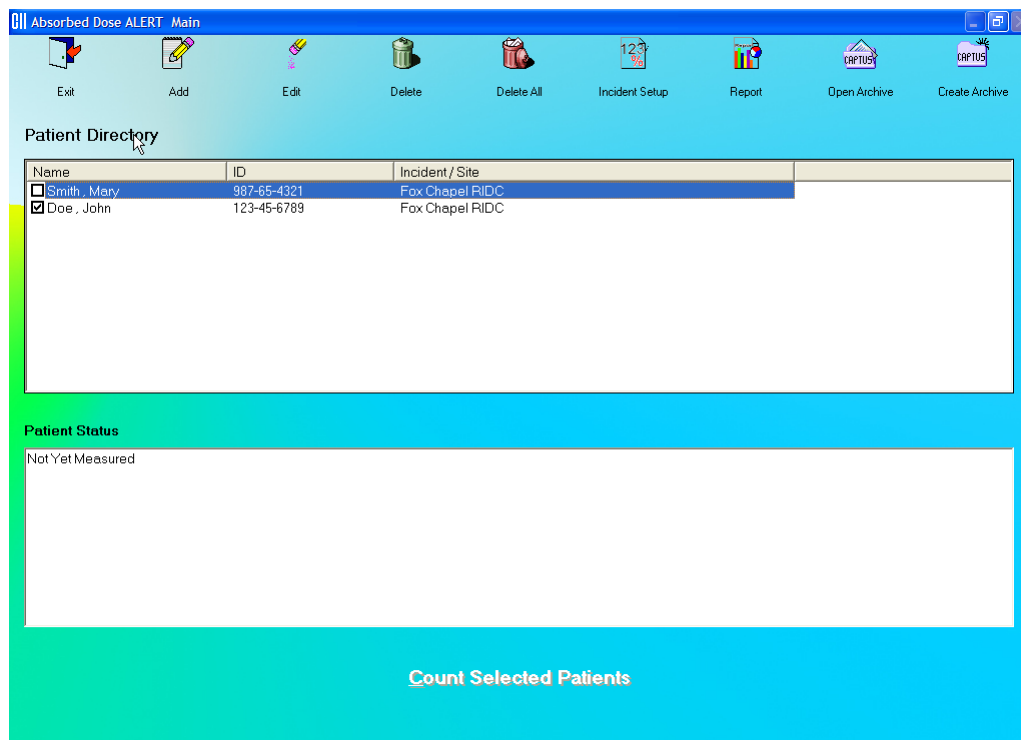 Absorbed Dose ALERT Main
123
%
CAPTUS
CAPTUS
Exit Add Edit Delete Delete All Incident Setup Report Open Archive Create Archive
Patient Directory
Name ID Incident / Site
Smith , Mary 987-65-4321 Fox Chapel RIDC
Doe , John 123-45-6789 Fox Chapel RIDC
Patient Status
Not Yet Measured
Count Selected Patients